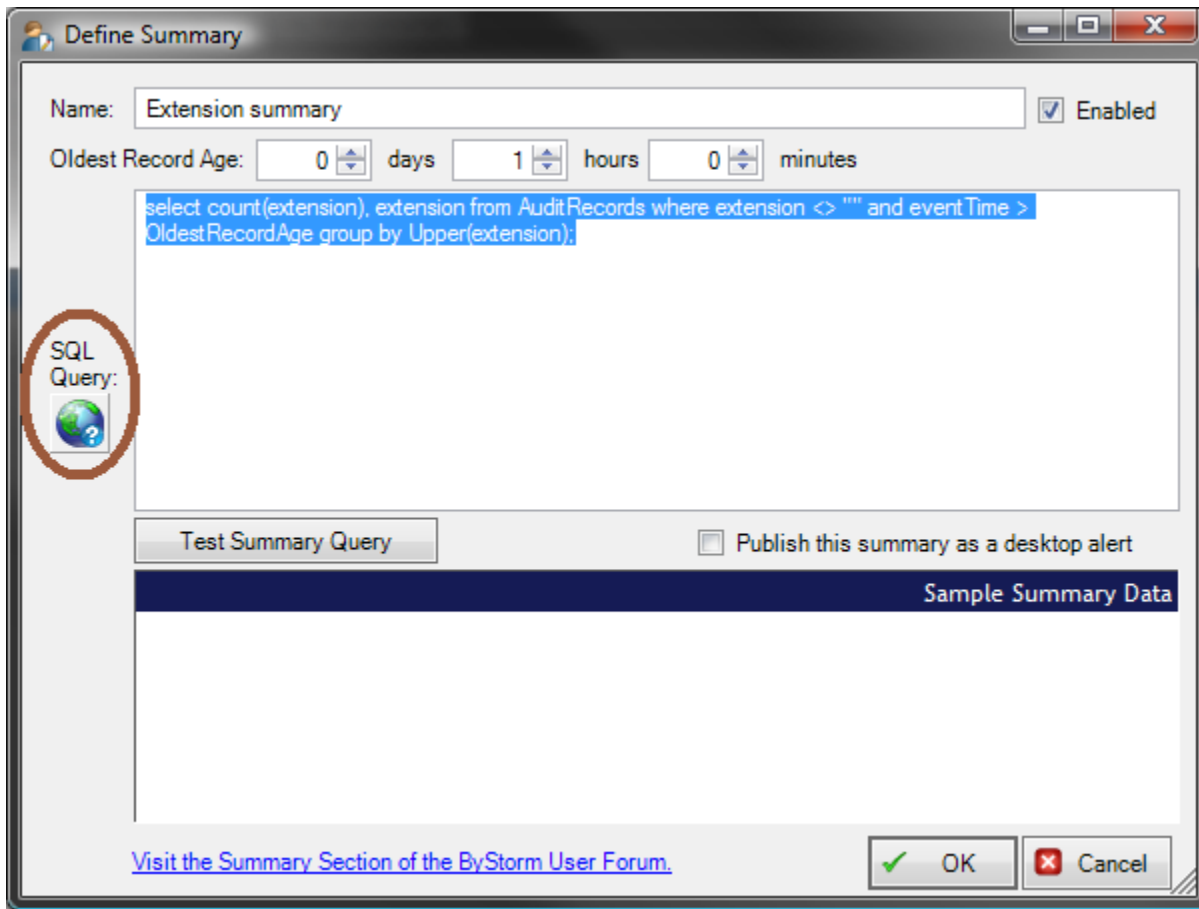 Define Summary
Name: Extension summary Enabled
Oldest Record Age: 0 days 1 hours 0 minutes
select count(extension), extension from AuditRecords where extension <> "" and eventTime >
OldestRecordAge group by Upper(extension);
SQL
Query:
Test Summary Query Publish this summary as a desktop alert
Sample Summary Data
Visit the Summary Section of the ByStorm User Forum. OK Cancel